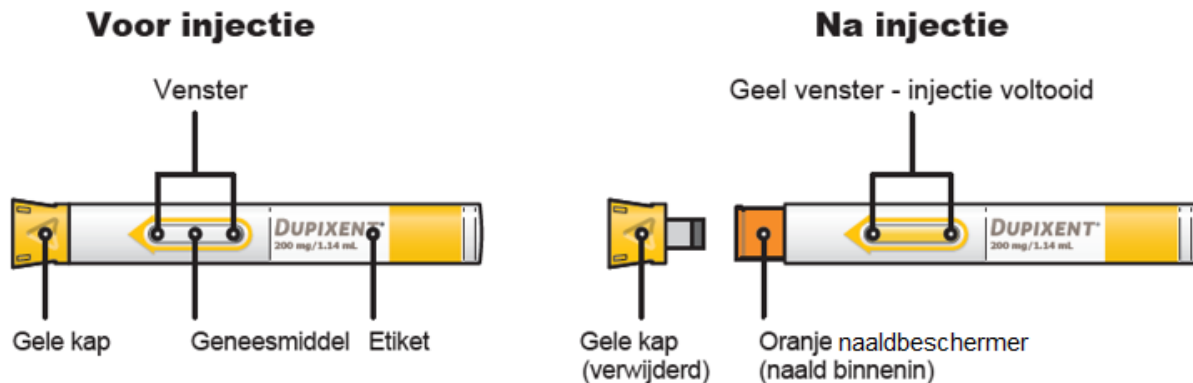 Voor injectie
Venster
DUPIXENT®
200 mg/1.14 mL
Gele kap
Geneesmiddel
Etiket
Na injectie
Geel venster - injectie voltooid
DUPIXENT®
200 mg/1.14 mL
Gele kap
(verwijderd)
Oranje naaldbeschermer
(naald binnenin)